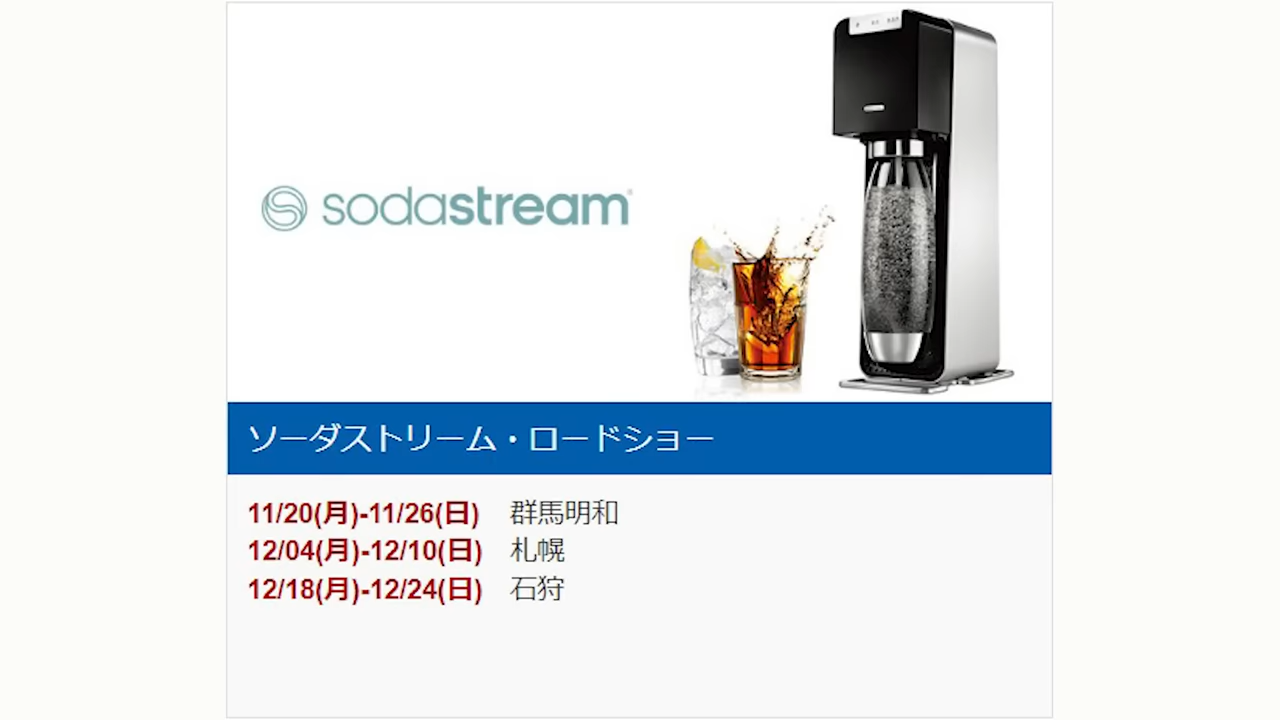 sodastream
ソーダストリーム・ロードショー
11/20(月)-11/26(日) 群馬明和
12/04(月)-12/10(日) 札幌
12/18(月)-12/24(日) 石狩